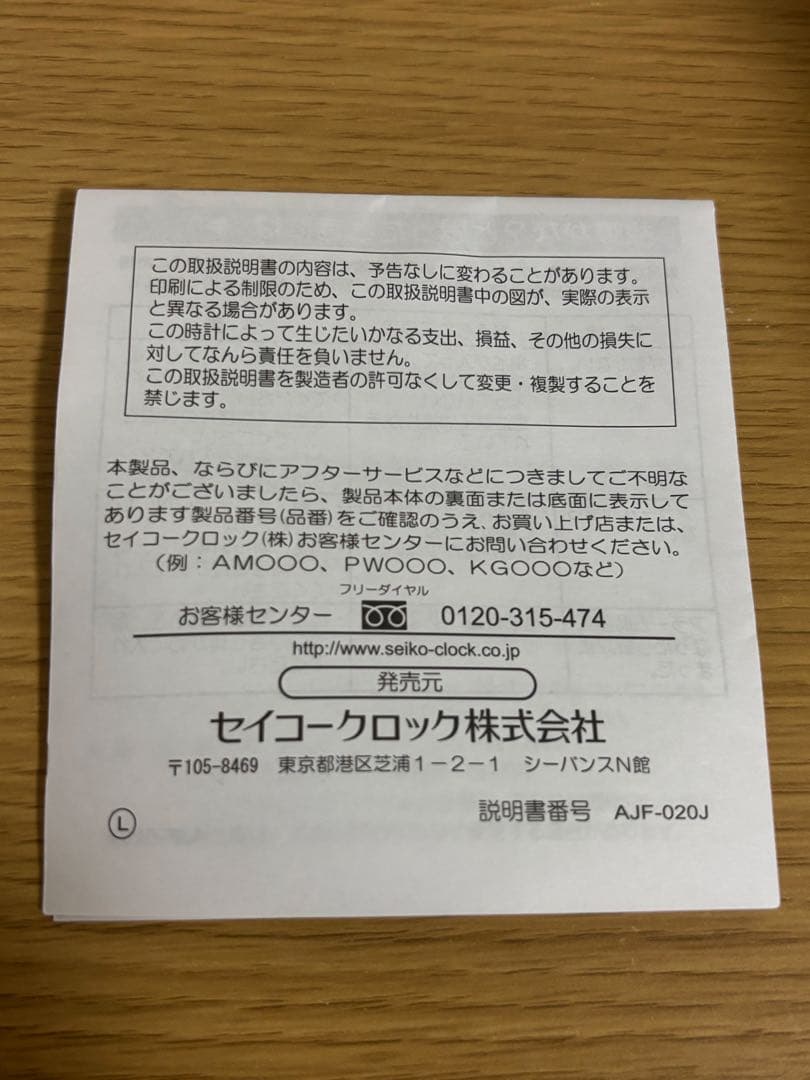 この取扱説明書の内容は、予告なしに変わることがあります。
印刷による制限のため、この取扱説明書中の図が、実際の表示
と異なる場合があります。
この時計によって生じたいかなる支出、損益、その他の損失に
対してなんら責任を負いません。
この取扱説明書を製造者の許可なくして変更・複製することを
禁じます。
本製品、ならびにアフターサービスなどにつきましてご不明な
ことがございましたら、製品本体の裏面または底面に表示して
あります製品番号(品番)をご確認のうえ、お買い上げ店または、
セイコークロック(株)お客様センターにお問い合わせください。
(例:AM○○○、PW○○○、KG○○○など)
フリーダイヤル
お客様センター 0120-315-474
http://www.seiko-clock.co.jp
発売元
セイコークロック株式会社
〒105-8469 東京都港区芝浦1-2-1 シーバンスN館
説明書番号 AJF-020J
Ⓛ